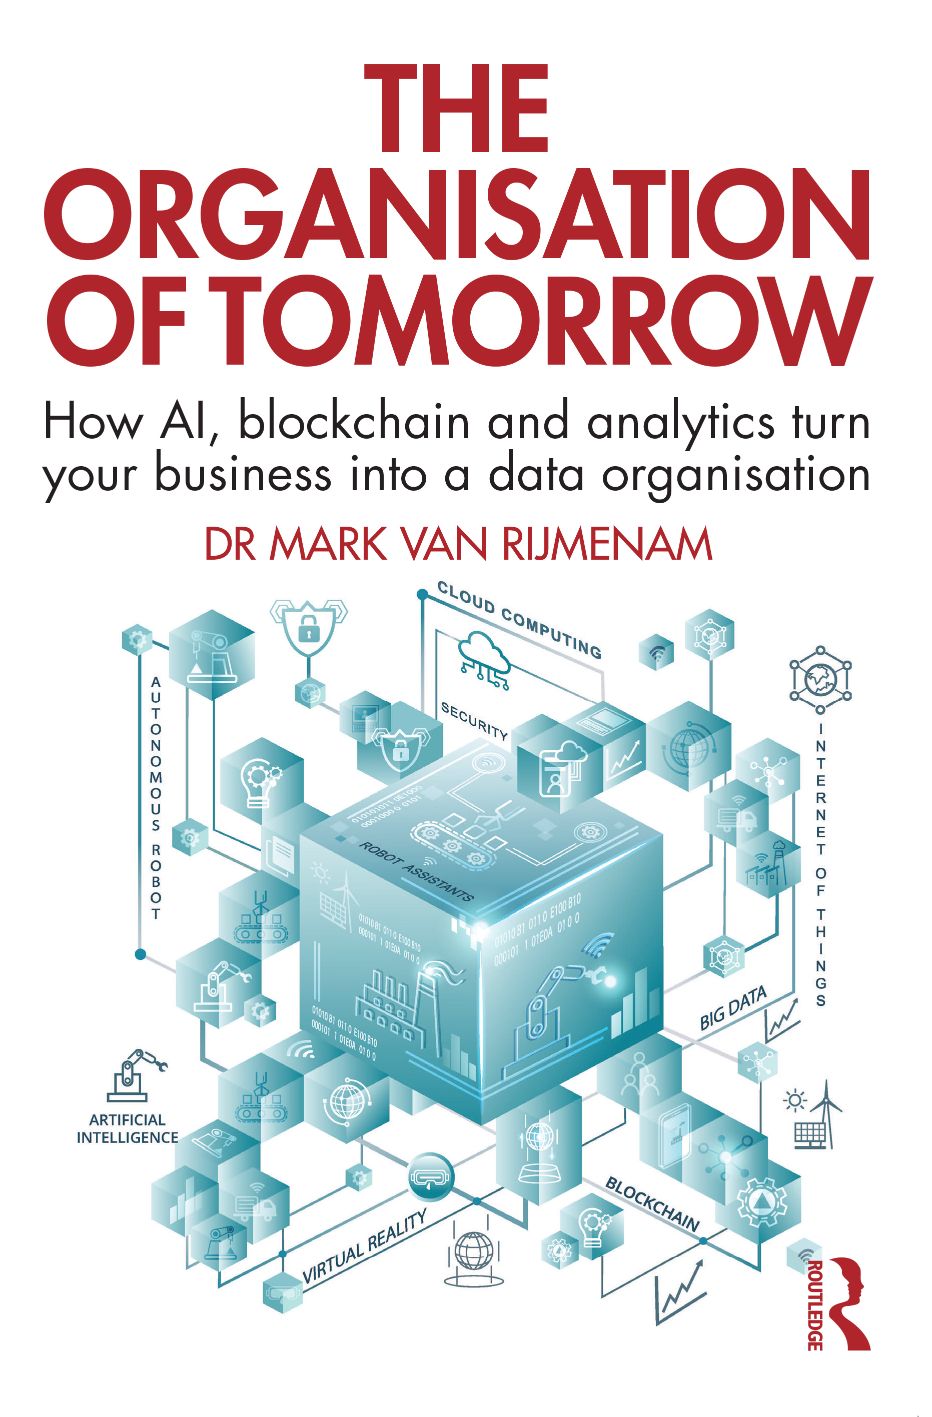 THE
ORGANISATION
OF TOMORROW
How AI, blockchain and analytics turn
your business into a data organisation
DR MARK VAN RIJMENAM
CLOUD COMPUTING
SECURITY
AUTONOMOUS ROBOT
INTERNET OF THINGS
ROBOT ASSISTANTS
BIG DATA
ARTIFICIAL
INTELLIGENCE
BLOCKCHAIN
VIRTUAL REALITY
ROUTLEDGE